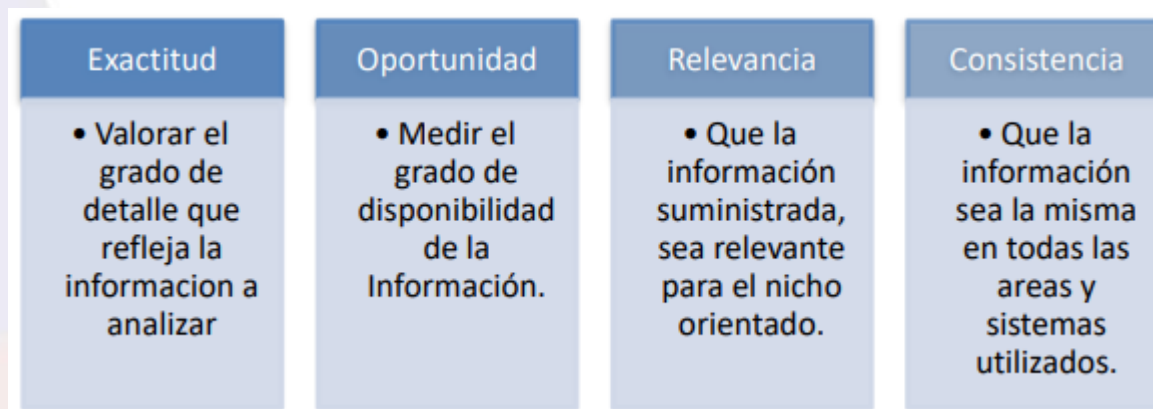 Exactitud
• Valorar el
grado de
detalle que
refleja la
informacion a
analizar
Oportunidad
• Medir el
grado de
disponibilidad
de la
Información.
Relevancia
• Que la
información
suministrada,
sea relevante
para el nicho
orientado.
Consistencia
• Que la
información
sea la misma
en todas las
areas y
sistemas
utilizados.